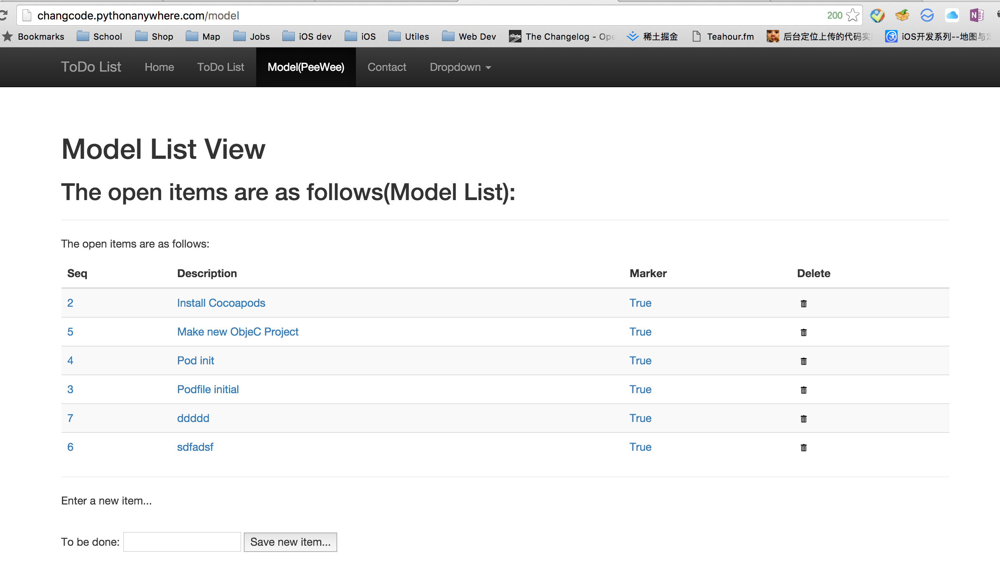 changcode.pythonanywhere.com/model 200
Bookmarks School Shop Map Jobs iOS dev iOS Utiles Web Dev The Changelog - Ope 稀土掘金 Teahour.fm 后台定位上传的代码实 iOS开发系列--地图与定
ToDo List Home ToDo List Model(PeeWee) Contact Dropdown
Model List View
The open items are as follows(Model List):
The open items are as follows:
Seq Description Marker Delete
2 Install Cocoapods True
5 Make new ObjeC Project True
4 Pod init True
3 Podfile initial True
7 ddddd True
6 sdfadsf True
Enter a new item...
To be done: Save new item...